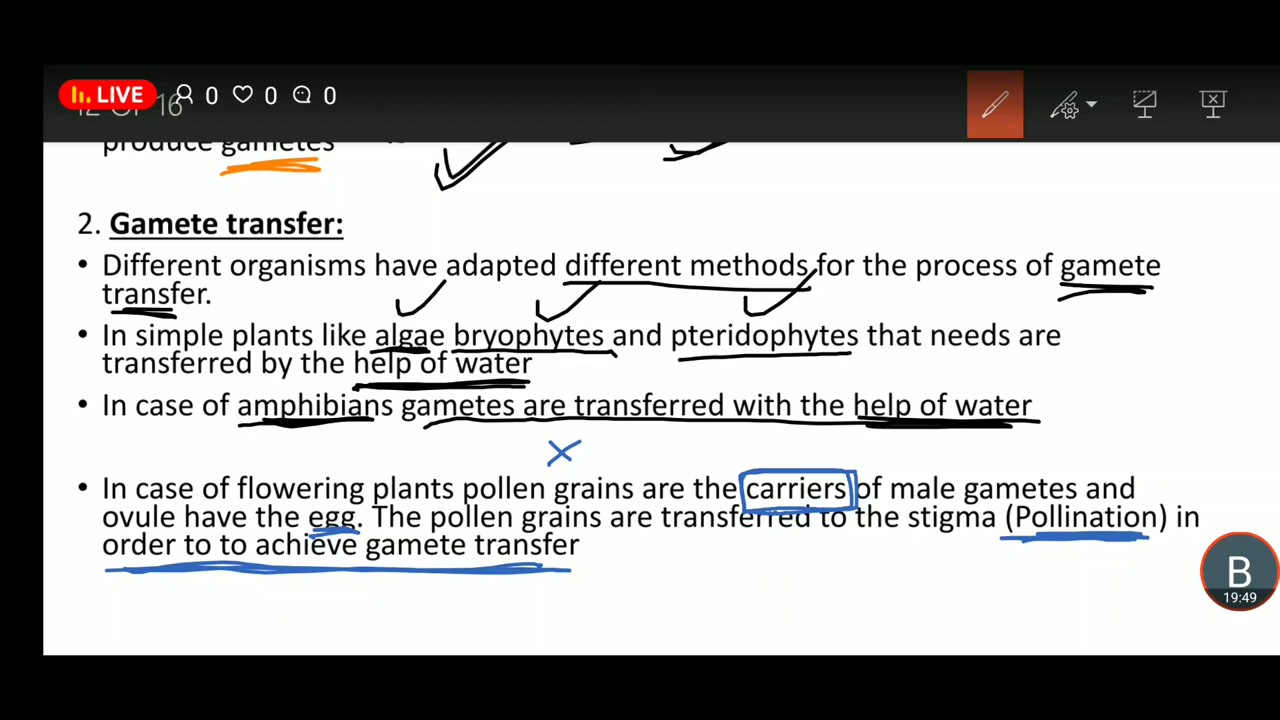 LIVE 0 0 0
12 OF 16
produce gametes
2. Gamete transfer:
• Different organisms have adapted different methods for the process of gamete
transfer.
• In simple plants like algae bryophytes and pteridophytes that needs are
transferred by the help of water
• In case of amphibians gametes are transferred with the help of water
• In case of flowering plants pollen grains are the carriers of male gametes and
ovule have the egg. The pollen grains are transferred to the stigma (Pollination) in
order to to achieve gamete transfer
B
19:49